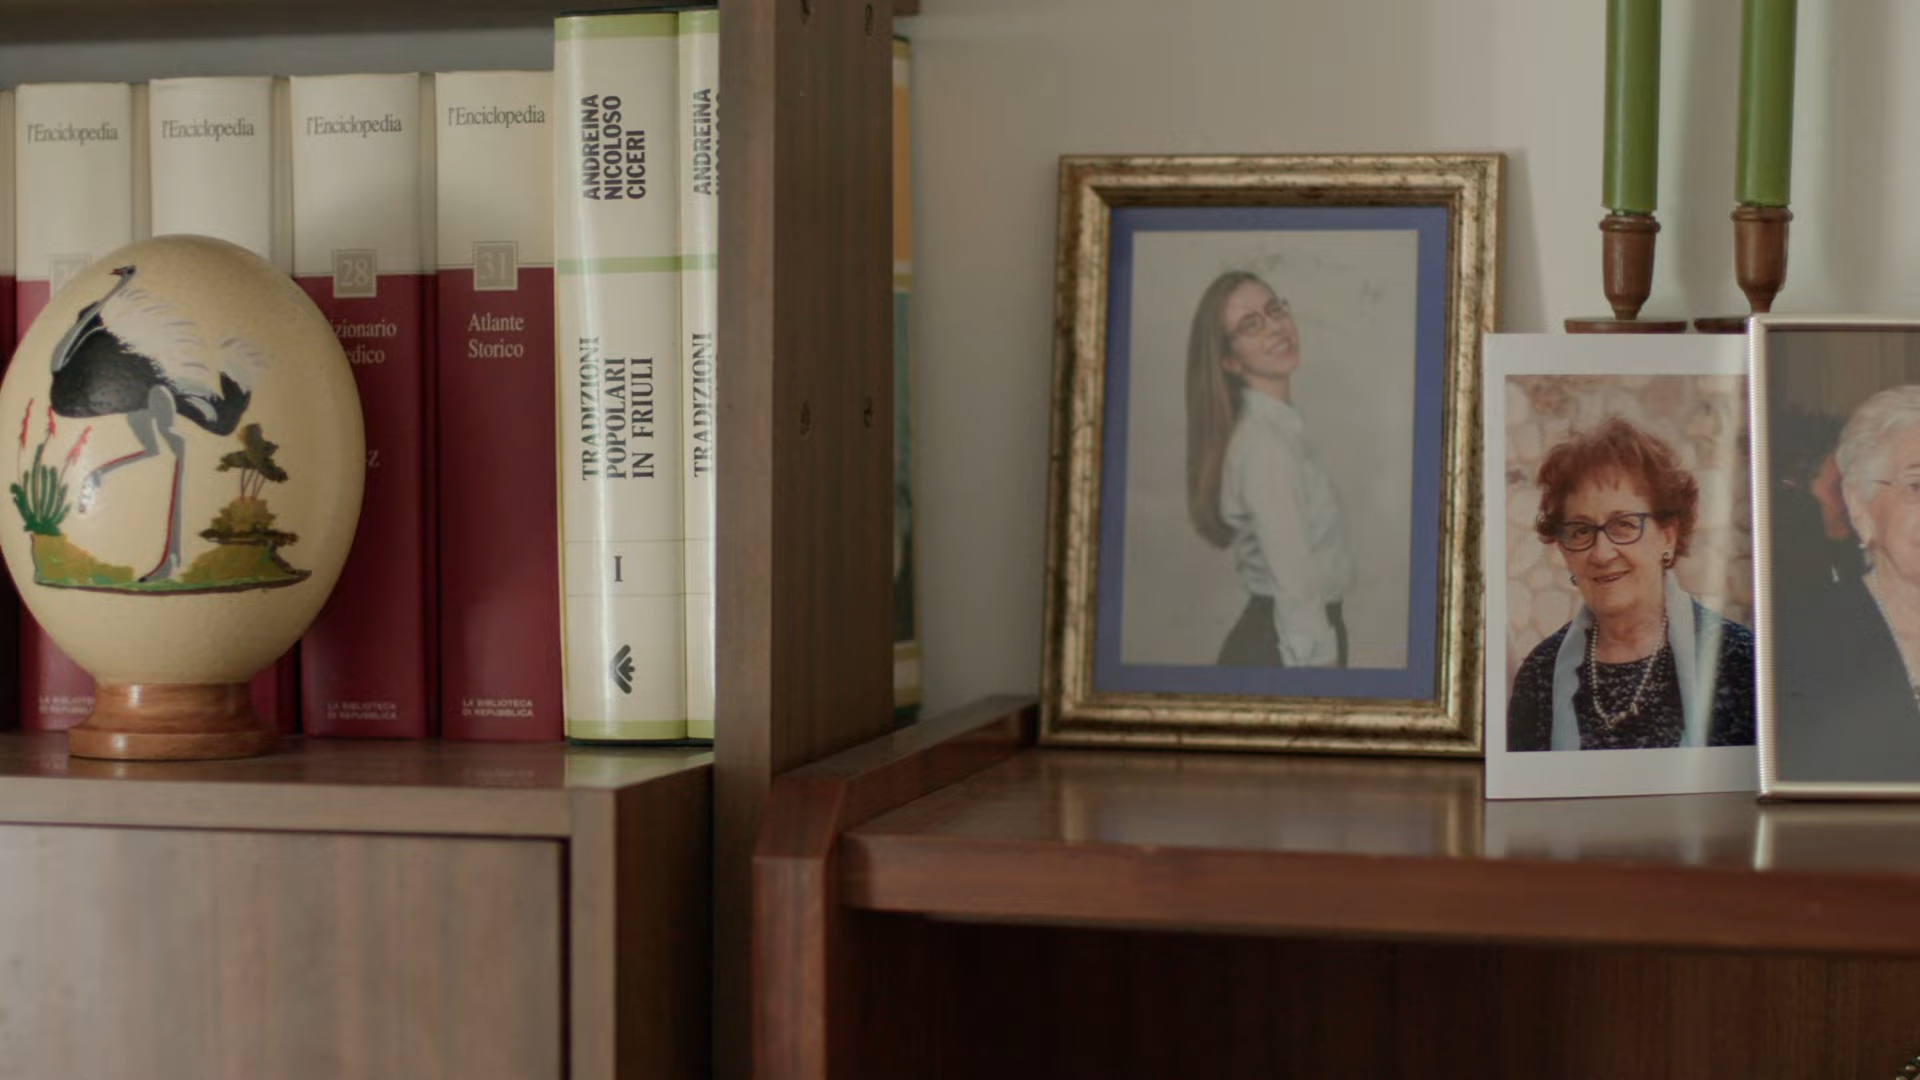 l'Enciclopedia
l'Enciclopedia
l'Enciclopedia
28
LA BIBLIOTECA
DI REPUBBLICA
l'Enciclopedia
31
Atlante
Storico
LA BIBLIOTECA
DI REPUBBLICA
ANDREINA
NICOLOSO
CICERI
TRADIZIONI
POPOLARI
IN FRIULI
I
ANDREINA
TRADIZIONI